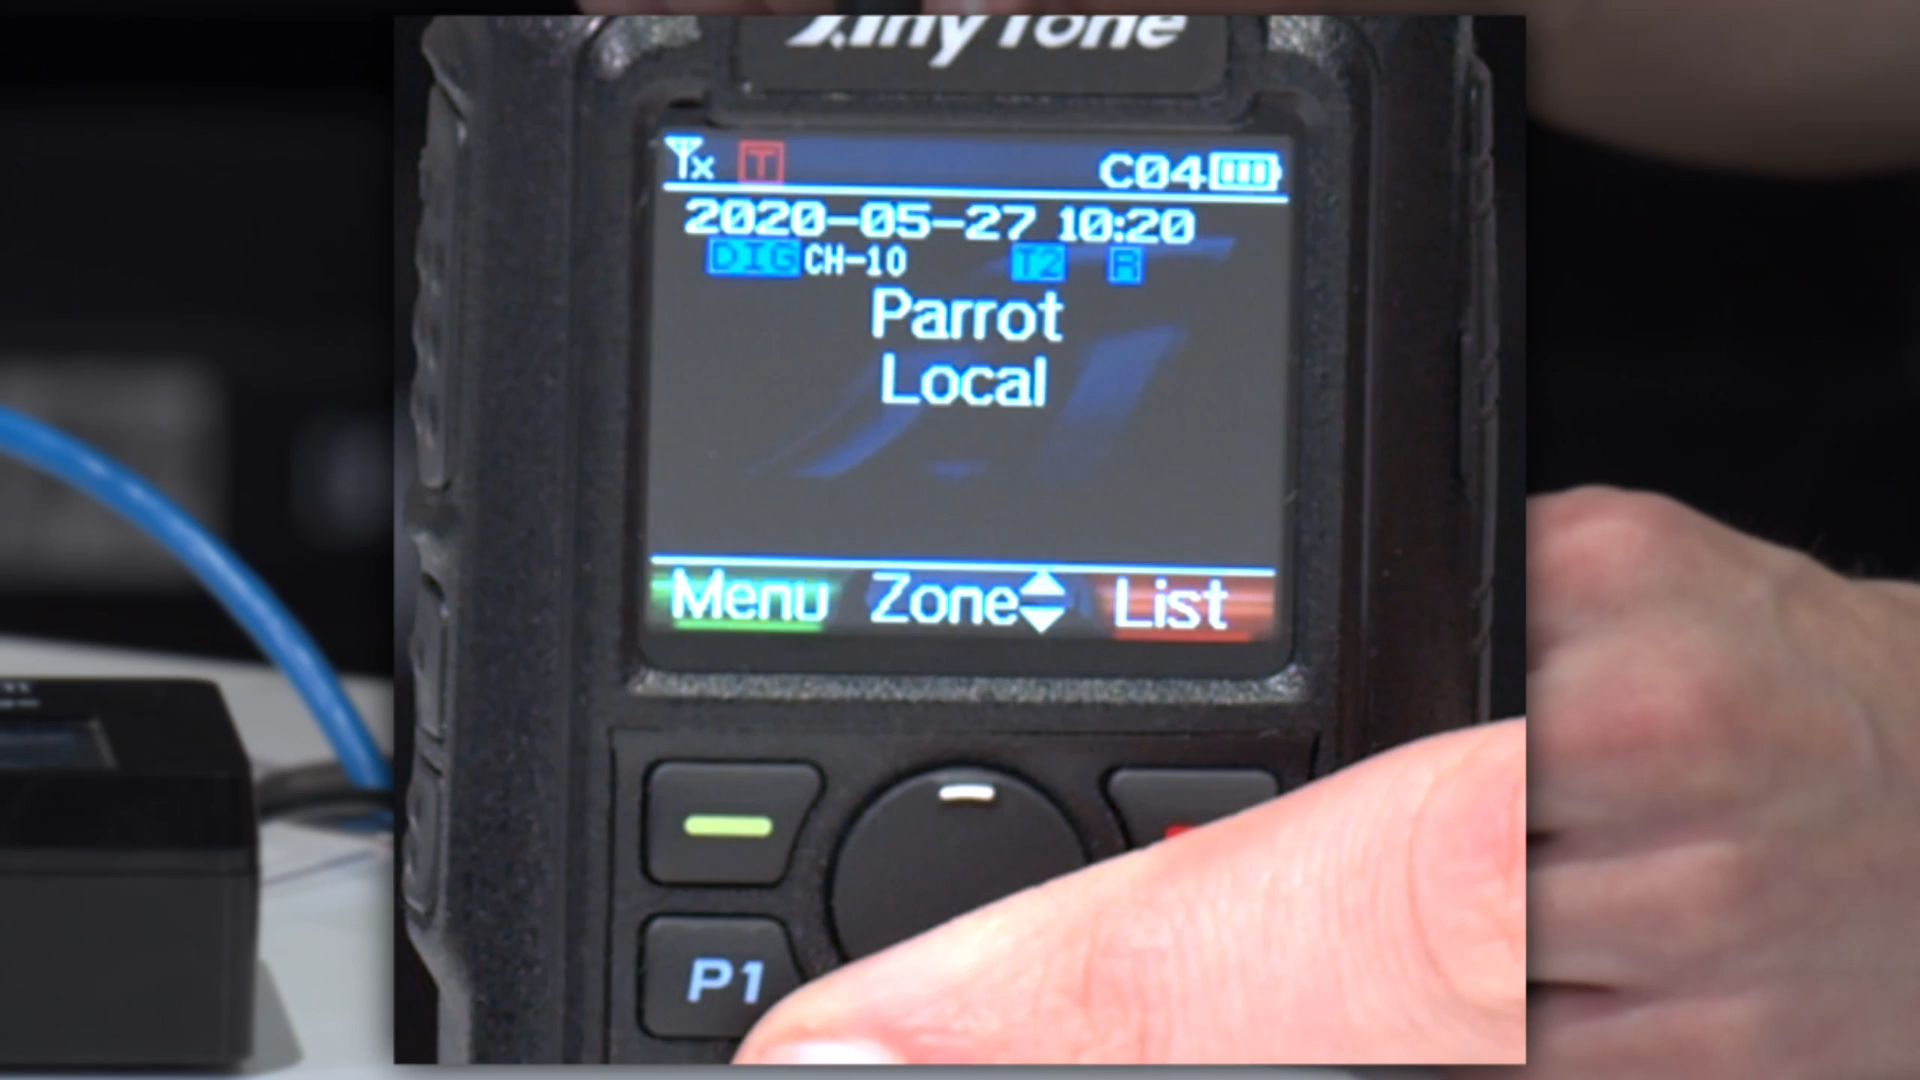 AnyTone
Tx T C04
2020-05-27 10:20
DIG CH-10 T2 R
Parrot
Local
Menu Zone List
P1